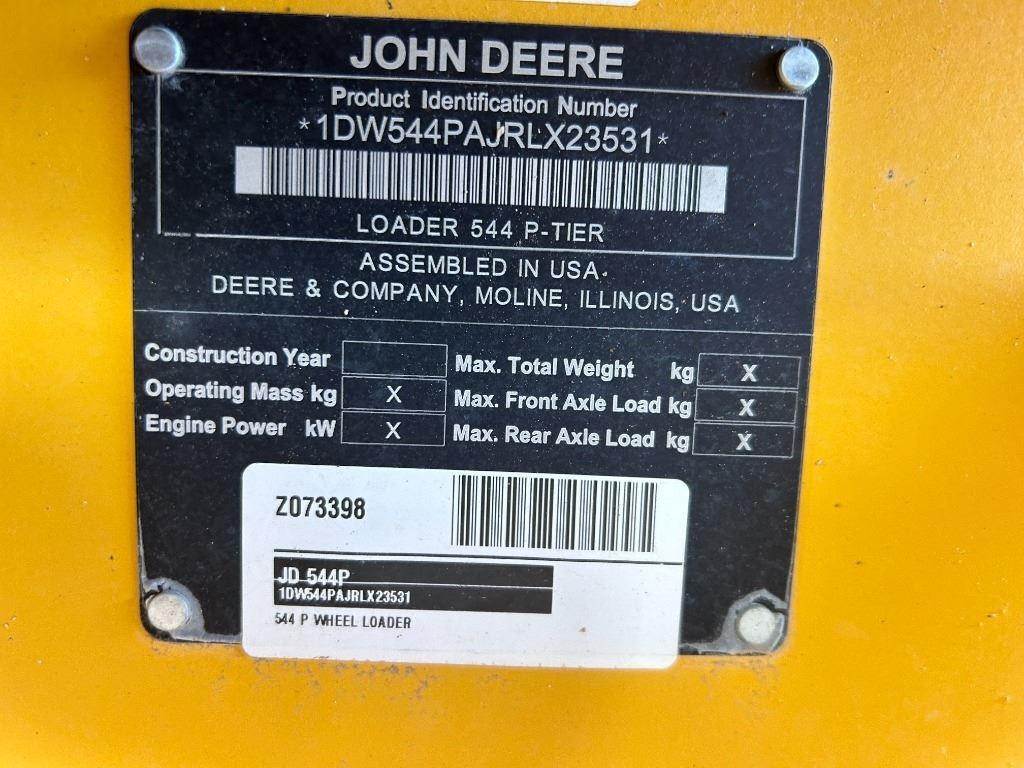 JOHN DEERE
Product Identification Number
*1DW544PAJRLX23531*
LOADER 544 P-TIER
ASSEMBLED IN USA.
DEERE & COMPANY, MOLINE, ILLINOIS, USA
Construction Year
Max. Total Weight kg X
Operating Mass kg X
Max. Front Axle Load kg X
Engine Power kW X
Max. Rear Axle Load kg X
Z073398
JD 544P
1DW544PAJRLX23531
544 P WHEEL LOADER